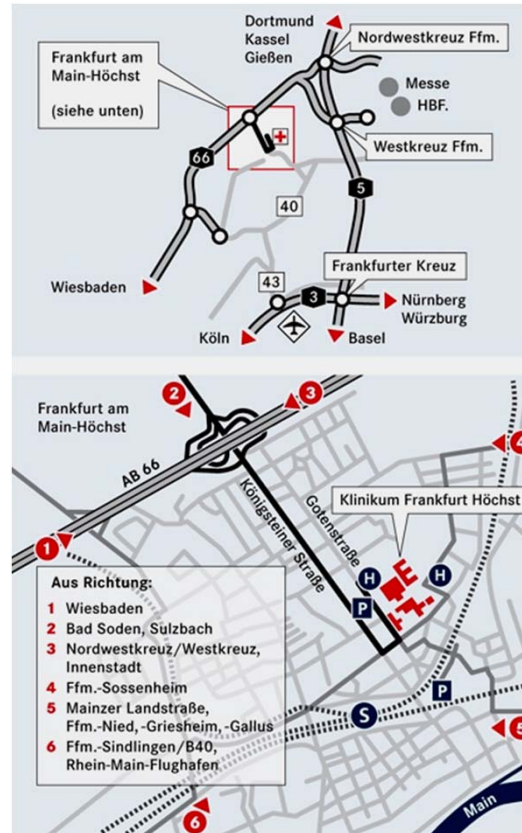 Dortmund
Kassel
Gießen
Nordwestkreuz Ffm.
Frankfurt am
Main-Höchst
(siehe unten)
Messe
HBF.
Westkreuz Ffm.
66
5
40
Wiesbaden
43
3
Frankfurter Kreuz
Nürnberg
Würzburg
Köln
Basel
2
3
Frankfurt am
Main-Höchst
AB 66
4
Königsteiner Straße
Gotenstraße
Klinikum Frankfurt Höchst
1
H
H
P
Aus Richtung:
1 Wiesbaden
2 Bad Soden, Sulzbach
3 Nordwestkreuz/Westkreuz,
Innenstadt
4 Ffm.-Sossenheim
5 Mainzer Landstraße,
Ffm.-Nied, -Griesheim, -Gallus
6 Ffm.-Sindlingen/B40,
Rhein-Main-Flughafen
P
S
5
Main
6